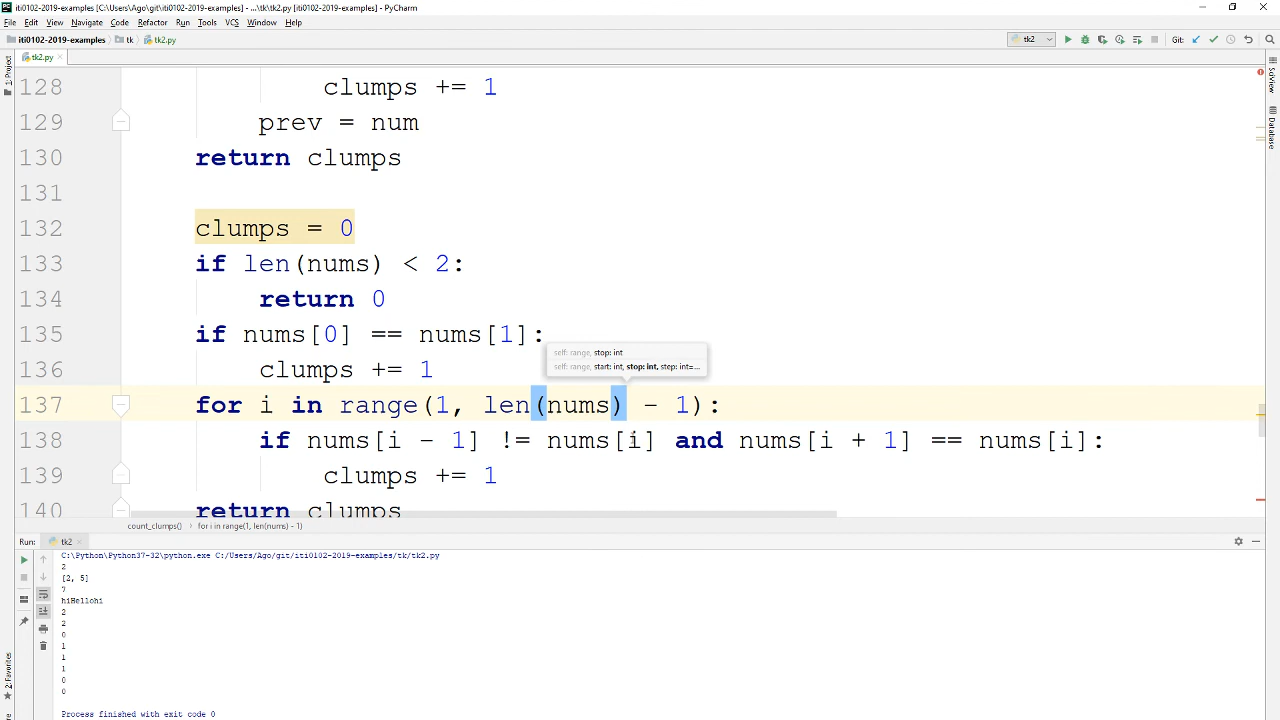 iti0102-2019-examples [C:\Users\Ago\git\iti0102-2019-examples] - ...\tk\tk2.py - PyCharm
File Edit View Navigate Code Refactor Run Tools VCS Window Help
iti0102-2019-examples tk tk2.py
tk2
Git:
tk2.py
1: Project
SciView
Database
128 clumps += 1
129 prev = num
130 return clumps
131
132 clumps = 0
133 if len(nums) < 2:
134 return 0
135 if nums[0] == nums[1]:
self: range, stop: int
self: range, start: int, stop: int, step: int=...
136 clumps += 1
137 for i in range(1, len(nums) - 1):
138 if nums[i - 1] != nums[i] and nums[i + 1] == nums[i]:
139 clumps += 1
140 return clumps
count_clumps() for i in range(1, len(nums) - 1)
Run: tk2
C:\Python\Python37-32\python.exe C:/Users/Ago/git/iti0102-2019-examples/tk/tk2.py
2
[2, 5]
7
hiHellohi
2
2
0
1
1
1
0
0
Process finished with exit code 0
2: Favorites